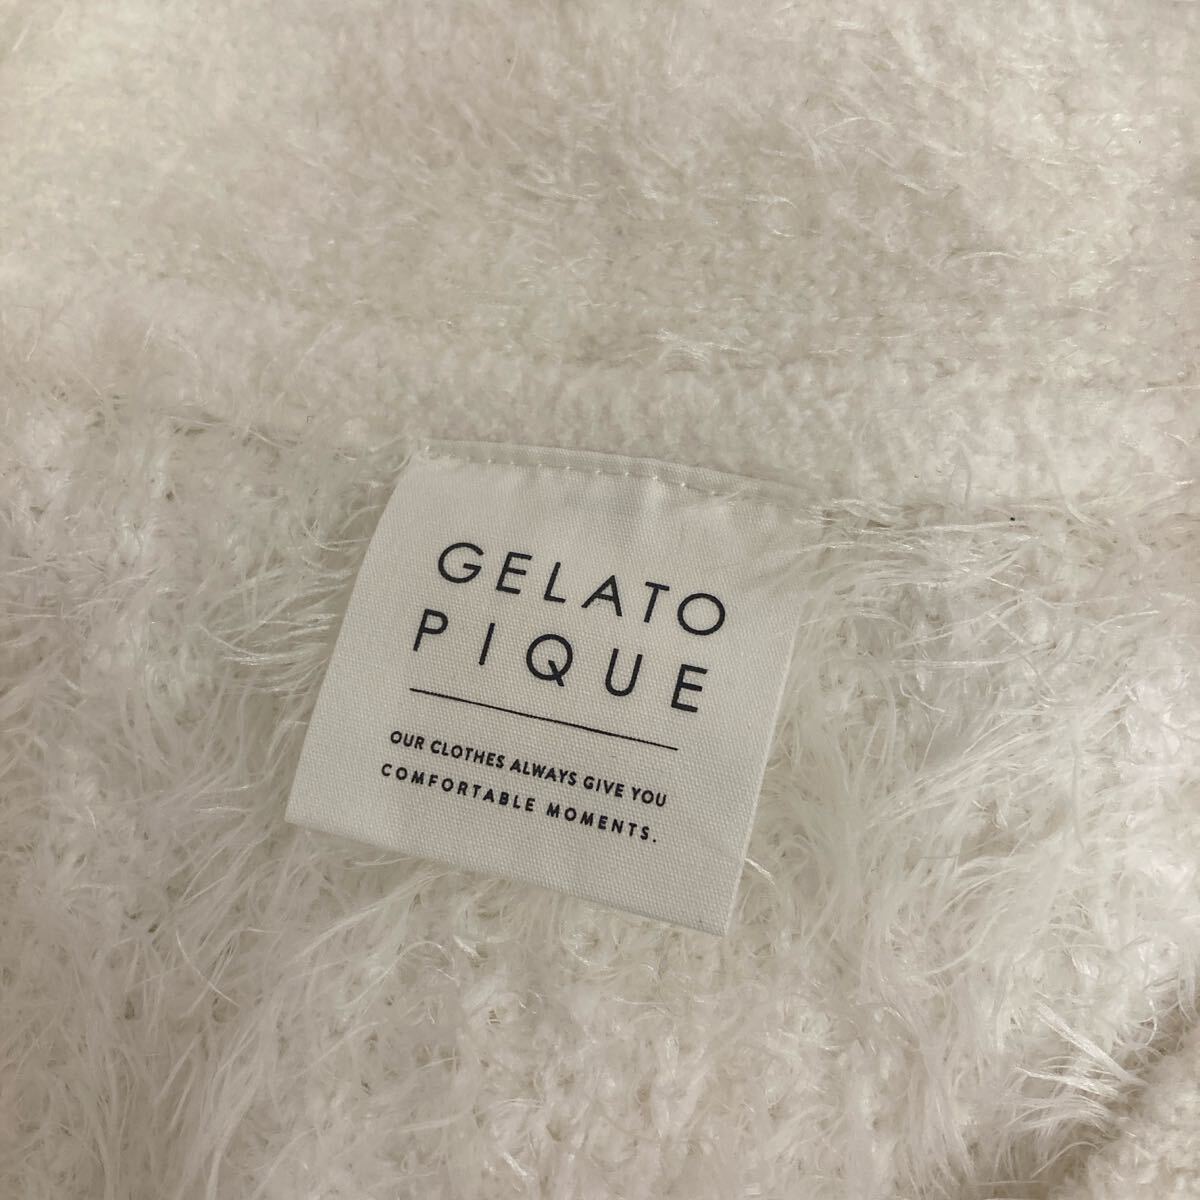 GELATO
PIQUE
OUR CLOTHES ALWAYS GIVE YOU
COMFORTABLE MOMENTS.